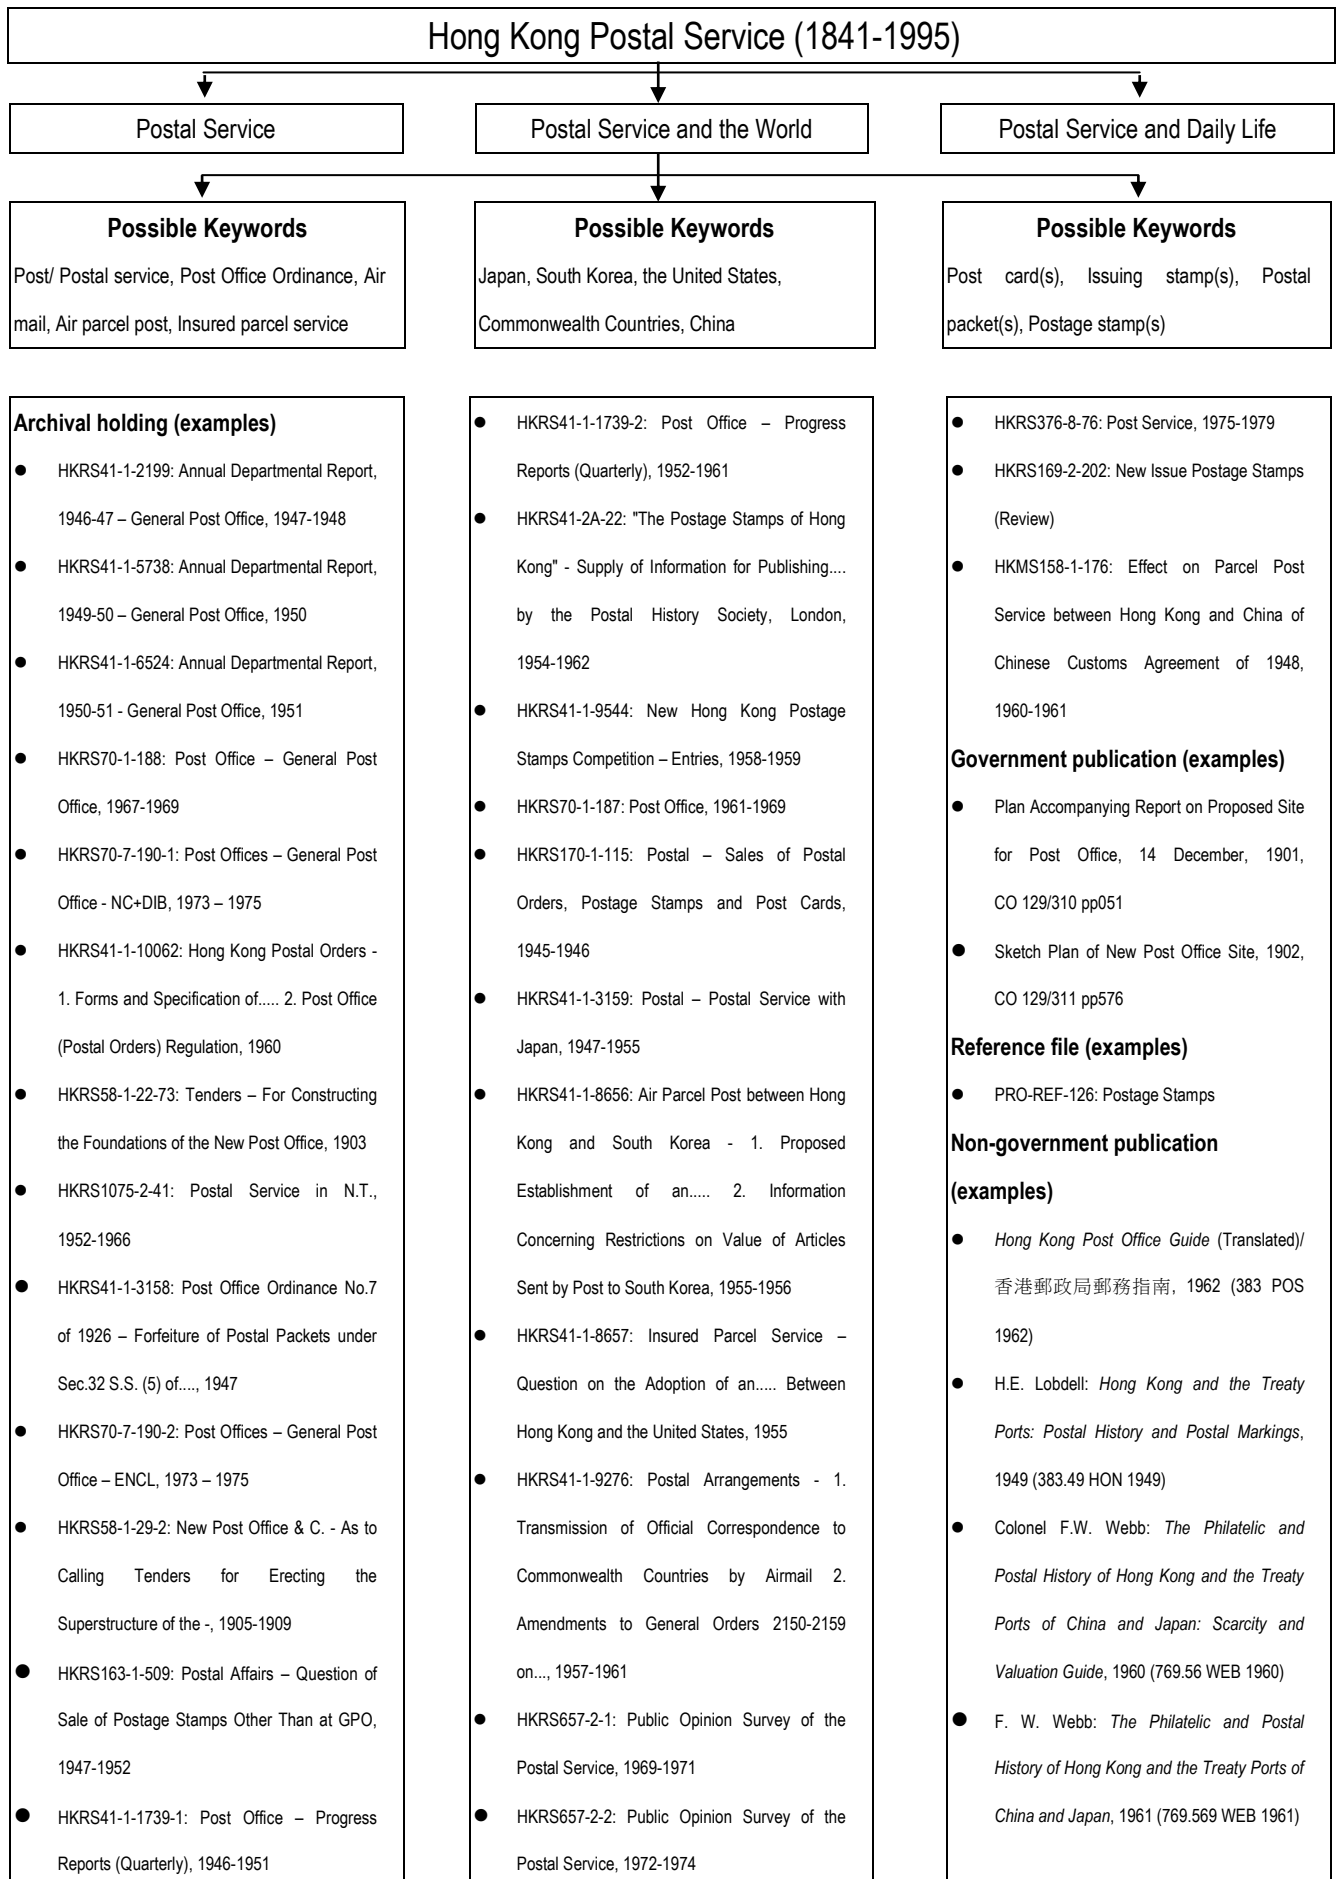 Hong Kong Postal Service (1841-1995)
Postal Service
Postal Service and the World
Postal Service and Daily Life
Possible Keywords
Post/ Postal service, Post Office Ordinance, Air
mail, Air parcel post, Insured parcel service
Possible Keywords
Japan, South Korea, the United States,
Commonwealth Countries, China
Possible Keywords
Post card(s), Issuing stamp(s), Postal
packet(s), Postage stamp(s)
Archival holding (examples)
● HKRS41-1-2199: Annual Departmental Report,
1946-47 – General Post Office, 1947-1948
● HKRS41-1-5738: Annual Departmental Report,
1949-50 – General Post Office, 1950
● HKRS41-1-6524: Annual Departmental Report,
1950-51 - General Post Office, 1951
● HKRS70-1-188: Post Office – General Post
Office, 1967-1969
● HKRS70-7-190-1: Post Offices – General Post
Office - NC+DIB, 1973 – 1975
● HKRS41-1-10062: Hong Kong Postal Orders -
1. Forms and Specification of..... 2. Post Office
(Postal Orders) Regulation, 1960
● HKRS58-1-22-73: Tenders – For Constructing
the Foundations of the New Post Office, 1903
● HKRS1075-2-41: Postal Service in N.T.,
1952-1966
● HKRS41-1-3158: Post Office Ordinance No.7
of 1926 – Forfeiture of Postal Packets under
Sec.32 S.S. (5) of...., 1947
● HKRS70-7-190-2: Post Offices – General Post
Office – ENCL, 1973 – 1975
● HKRS58-1-29-2: New Post Office & C. - As to
Calling Tenders for Erecting the
Superstructure of the -, 1905-1909
● HKRS163-1-509: Postal Affairs – Question of
Sale of Postage Stamps Other Than at GPO,
1947-1952
● HKRS41-1-1739-1: Post Office – Progress
Reports (Quarterly), 1946-1951
● HKRS41-1-1739-2: Post Office – Progress
Reports (Quarterly), 1952-1961
● HKRS41-2A-22: "The Postage Stamps of Hong
Kong" - Supply of Information for Publishing....
by the Postal History Society, London,
1954-1962
● HKRS41-1-9544: New Hong Kong Postage
Stamps Competition – Entries, 1958-1959
● HKRS70-1-187: Post Office, 1961-1969
● HKRS170-1-115: Postal – Sales of Postal
Orders, Postage Stamps and Post Cards,
1945-1946
● HKRS41-1-3159: Postal – Postal Service with
Japan, 1947-1955
● HKRS41-1-8656: Air Parcel Post between Hong
Kong and South Korea - 1. Proposed
Establishment of an..... 2. Information
Concerning Restrictions on Value of Articles
Sent by Post to South Korea, 1955-1956
● HKRS41-1-8657: Insured Parcel Service –
Question on the Adoption of an..... Between
Hong Kong and the United States, 1955
● HKRS41-1-9276: Postal Arrangements - 1.
Transmission of Official Correspondence to
Commonwealth Countries by Airmail 2.
Amendments to General Orders 2150-2159
on..., 1957-1961
● HKRS657-2-1: Public Opinion Survey of the
Postal Service, 1969-1971
● HKRS657-2-2: Public Opinion Survey of the
Postal Service, 1972-1974
● HKRS376-8-76: Post Service, 1975-1979
● HKRS169-2-202: New Issue Postage Stamps
(Review)
● HKMS158-1-176: Effect on Parcel Post
Service between Hong Kong and China of
Chinese Customs Agreement of 1948,
1960-1961
Government publication (examples)
● Plan Accompanying Report on Proposed Site
for Post Office, 14 December, 1901,
CO 129/310 pp051
● Sketch Plan of New Post Office Site, 1902,
CO 129/311 pp576
Reference file (examples)
● PRO-REF-126: Postage Stamps
Non-government publication
(examples)
● Hong Kong Post Office Guide (Translated)/
香港郵政局郵務指南, 1962 (383 POS
1962)
● H.E. Lobdell: Hong Kong and the Treaty
Ports: Postal History and Postal Markings,
1949 (383.49 HON 1949)
● Colonel F.W. Webb: The Philatelic and
Postal History of Hong Kong and the Treaty
Ports of China and Japan: Scarcity and
Valuation Guide, 1960 (769.56 WEB 1960)
● F. W. Webb: The Philatelic and Postal
History of Hong Kong and the Treaty Ports of
China and Japan, 1961 (769.569 WEB 1961)